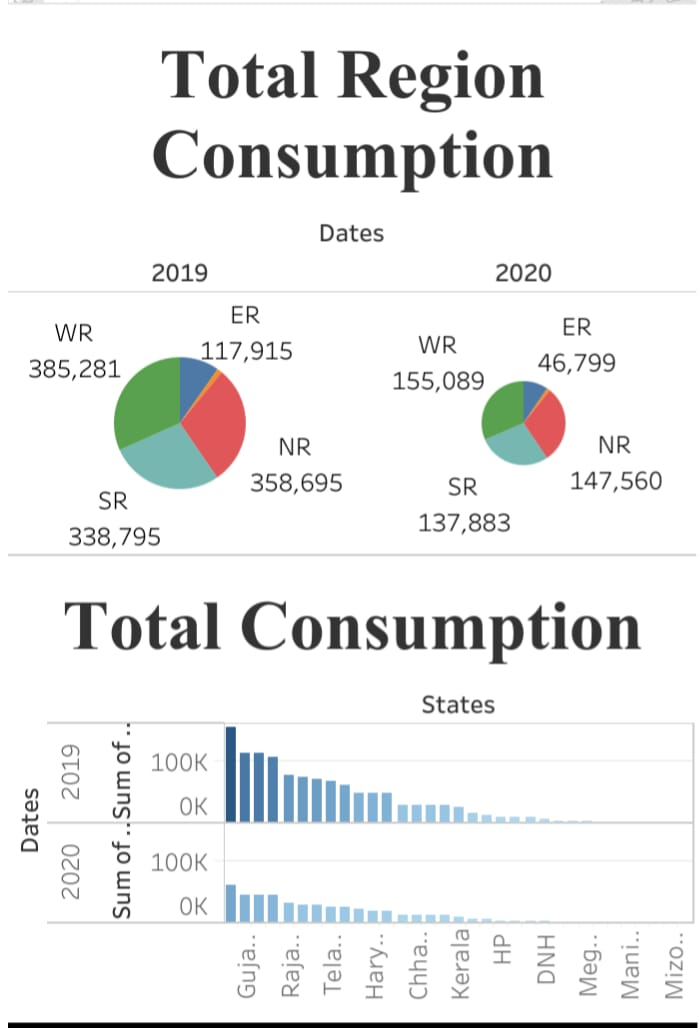 Total Region
Consumption
Dates
2019
2020
WR
385,281
ER
117,915
NR
358,695
SR
338,795
WR
155,089
ER
46,799
NR
147,560
SR
137,883
Total Consumption
States
Dates
2019
Sum of ..
100K
0K
2020
Sum of ..
100K
0K
Guja..
Raja..
Tela..
Hary..
Chha..
Kerala
HP
DNH
Meg..
Mani..
Mizo..